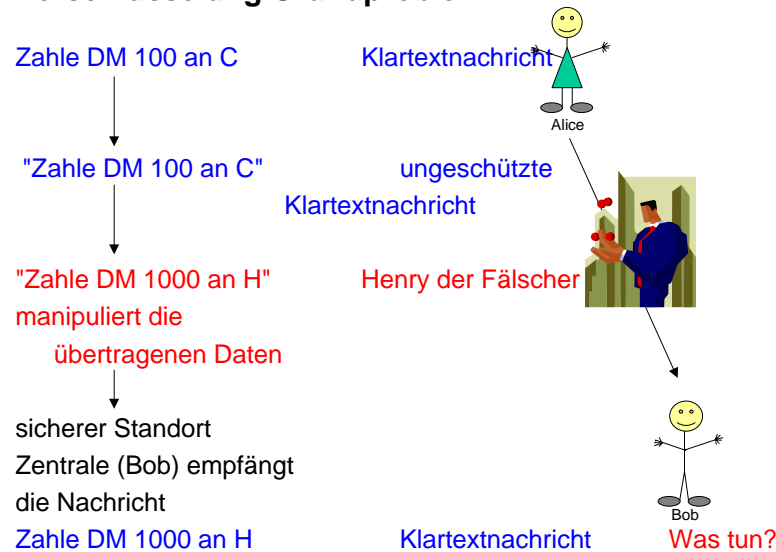 Zahle DM 100 an C Klartextnachricht
Alice
"Zahle DM 100 an C" ungeschützte
Klartextnachricht
"Zahle DM 1000 an H" Henry der Fälscher
manipuliert die
übertragenen Daten
sicherer Standort
Zentrale (Bob) empfängt
die Nachricht
Bob
Zahle DM 1000 an H Klartextnachricht Was tun?